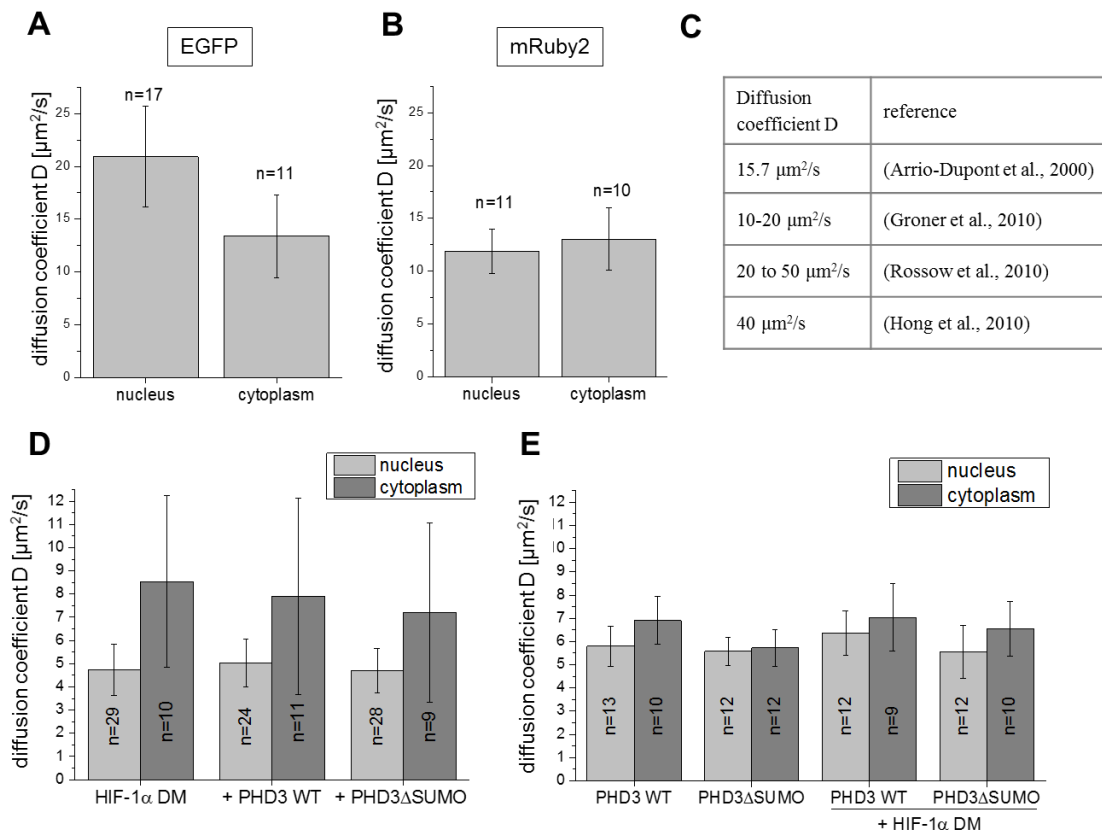 A
EGFP
diffusion coefficient D [µm²/s]
25
20
15
10
5
0
n=17
n=11
nucleus
cytoplasm
B
mRuby2
diffusion coefficient D [µm²/s]
25
20
15
10
5
0
n=11
n=10
nucleus
cytoplasm
C
Diffusion
coefficient D
reference
15.7 µm²/s
(Arrio-Dupont et al., 2000)
10-20 µm²/s
(Groner et al., 2010)
20 to 50 µm²/s
(Rossow et al., 2010)
40 µm²/s
(Hong et al., 2010)
D
nucleus
cytoplasm
diffusion coefficient D [µm²/s]
12
11
10
9
8
7
6
5
4
3
2
1
0
n=29
n=10
n=24
n=11
n=28
n=9
HIF-1α DM
+ PHD3 WT
+ PHD3ΔSUMO
E
nucleus
cytoplasm
diffusion coefficient D [µm²/s]
12
11
10
9
8
7
6
5
4
3
2
1
0
n=13
n=10
n=12
n=12
n=12
n=9
n=12
n=10
PHD3 WT
PHD3ΔSUMO
PHD3 WT
PHD3ΔSUMO
+ HIF-1α DM